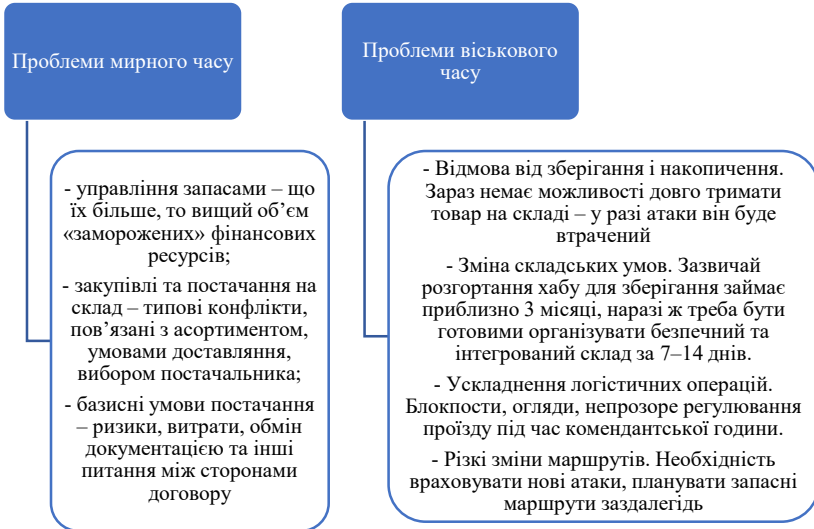 Проблеми мирного часу
- управління запасами – що
їх більше, то вищий об’єм
«заморожених» фінансових
ресурсів;
- закупівлі та постачання на
склад – типові конфлікти,
пов’язані з асортиментом,
умовами доставляння,
вибором постачальника;
- базисні умови постачання
– ризики, витрати, обмін
документацією та інші
питання між сторонами
договору
Проблеми віськового
часу
- Відмова від зберігання і накопичення.
Зараз немає можливості довго тримати
товар на складі – у разі атаки він буде
втрачений
- Зміна складських умов. Зазвичай
розгортання хабу для зберігання займає
приблизно 3 місяці, наразі ж треба бути
готовими організувати безпечний та
інтегрований склад за 7–14 днів.
- Ускладнення логістичних операцій.
Блокпости, огляди, непрозоре регулювання
проїзду під час комендантської години.
- Різкі зміни маршрутів. Необхідність
враховувати нові атаки, планувати запасні
маршрути заздалегідь